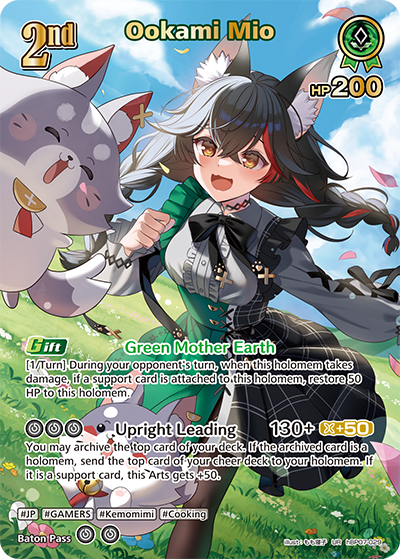 2nd
Ookami Mio
HP200
Gift Green Mother Earth
[1/Turn] During your opponent's turn, when this holomem takes
damage, if a support card is attached to this holomem, restore 50
HP to this holomem.
Upright Leading 130+ +50
You may archive the top card of your deck. If the archived card is a
holomem, send the top card of your cheer deck to your holomem. If
it is a support card, this Arts gets +50.
#JP #GAMERS #Kemomimi #Cooking
Baton Pass
UR hBP07-029